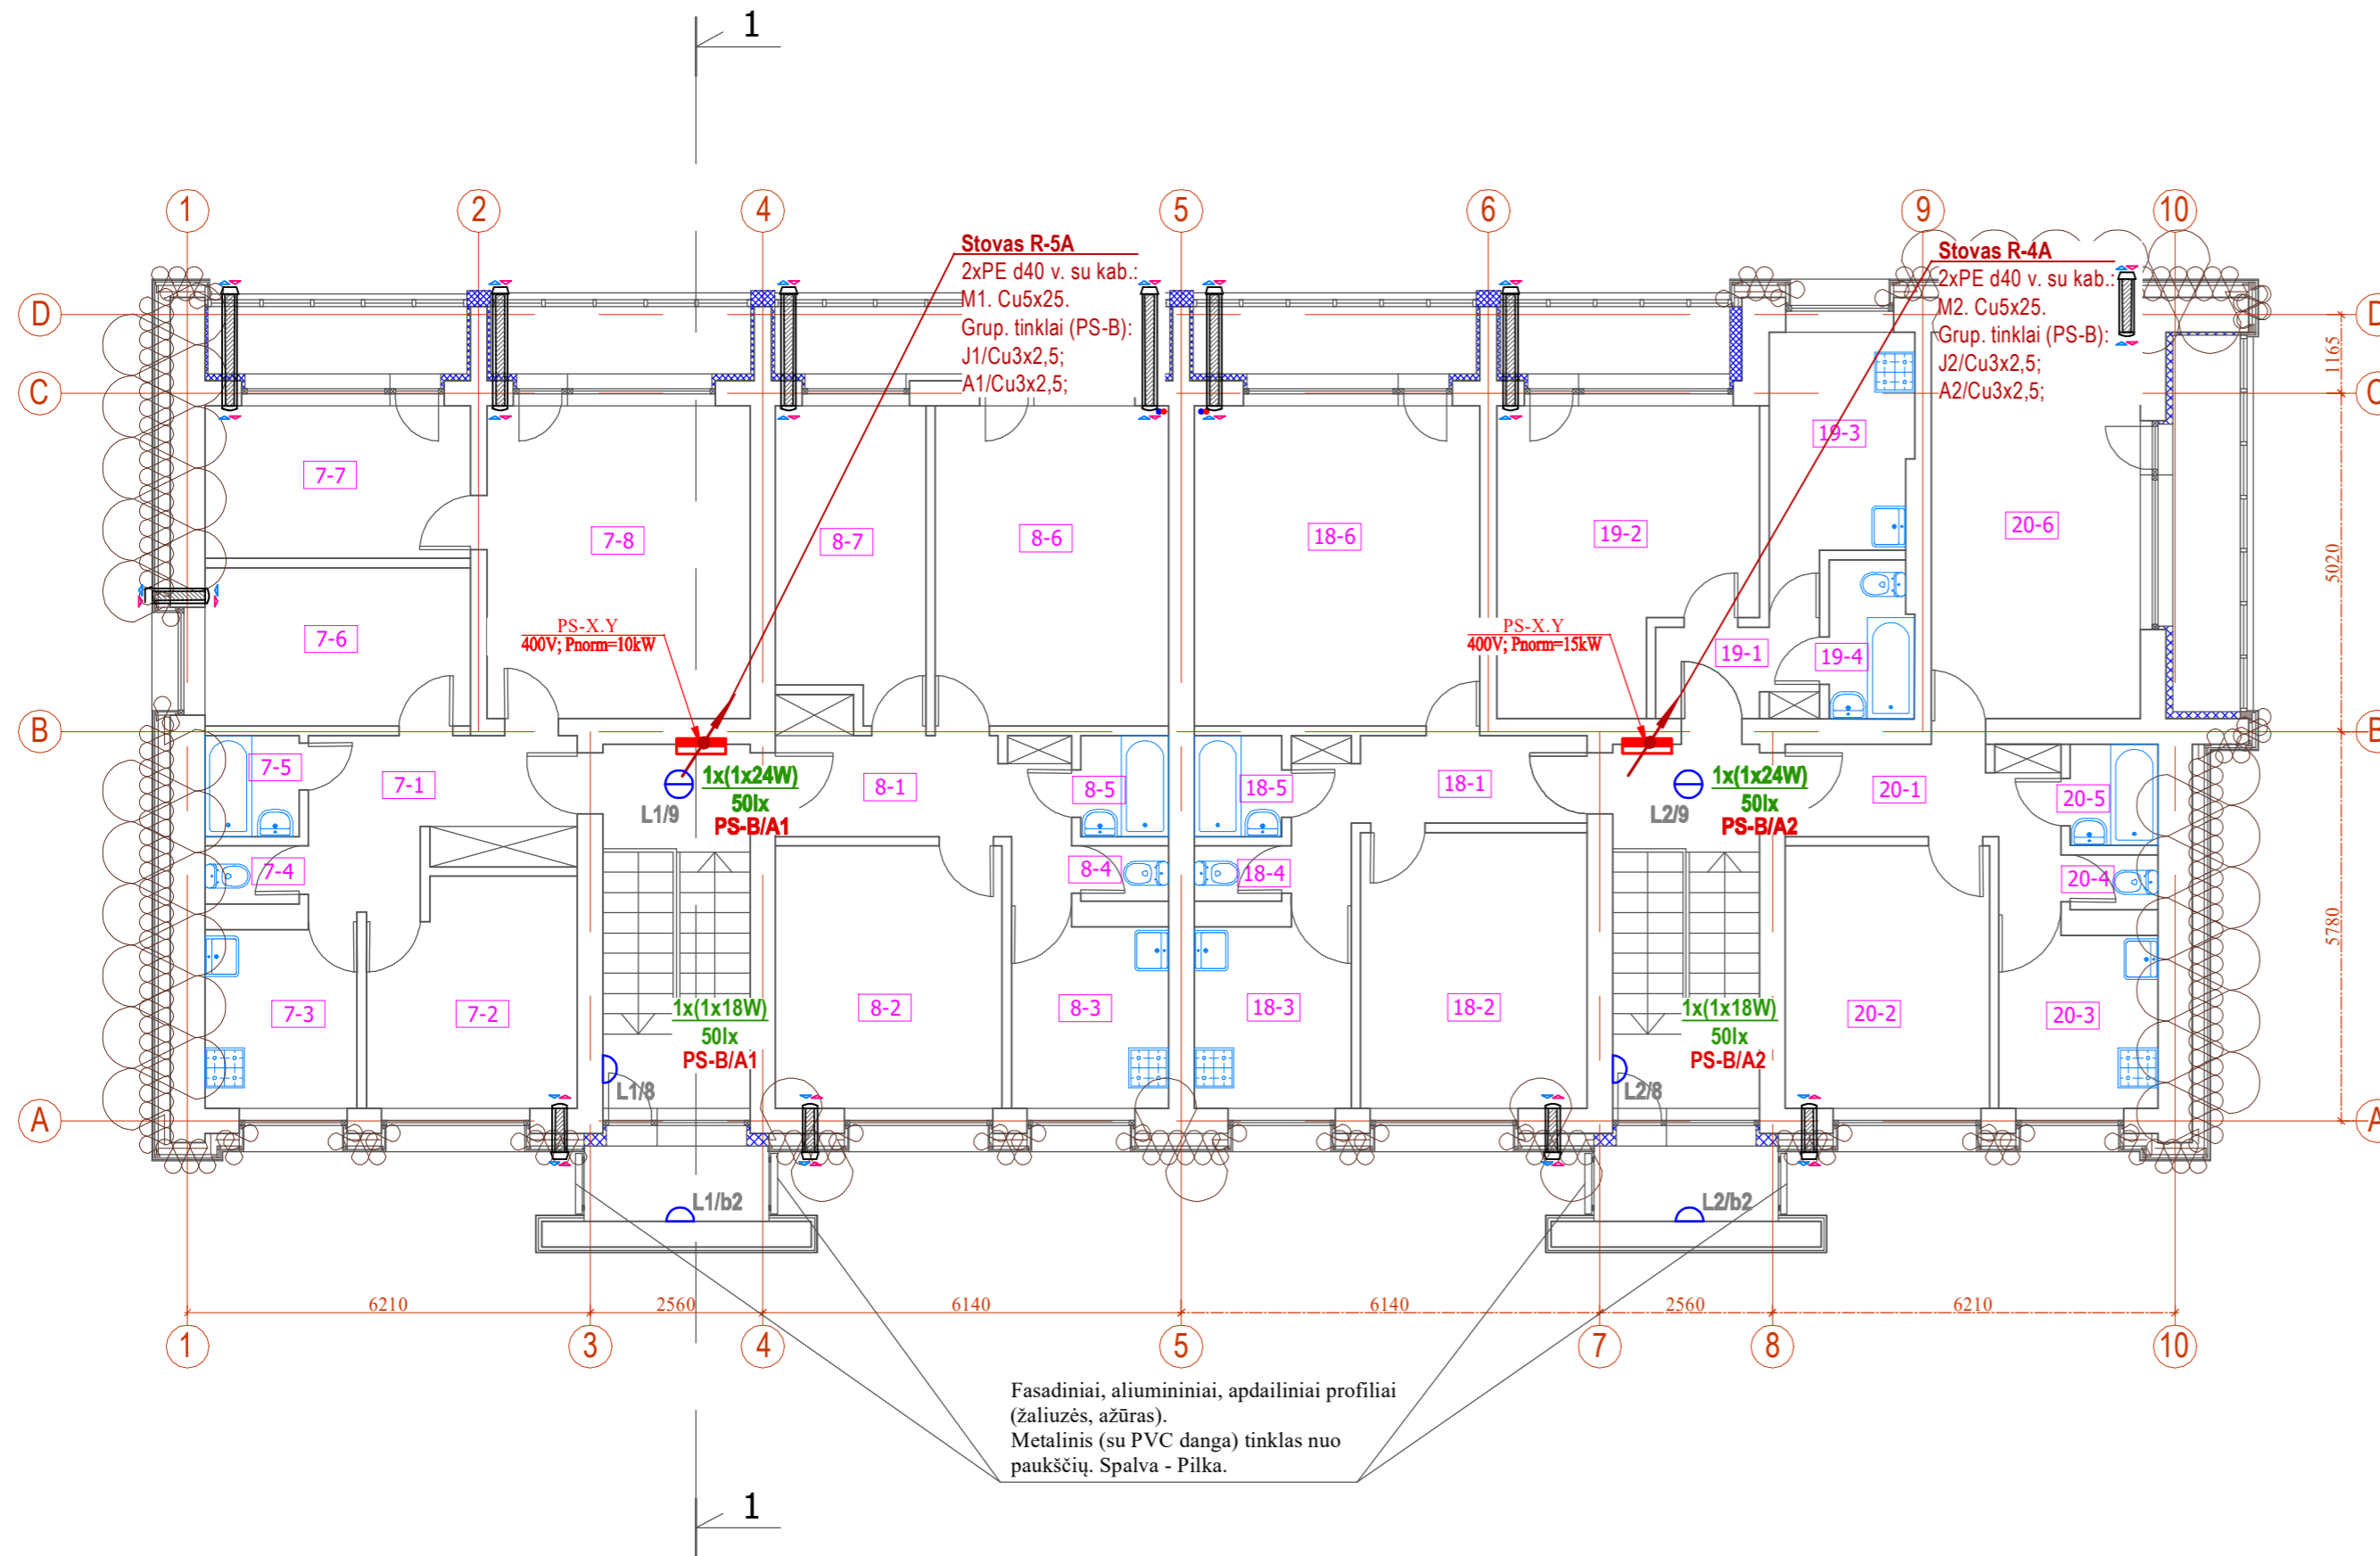 1
1
2
4
5
6
9
10
Stovas R-5A
2xPE d40 v. su kab.:
M1. Cu5x25.
Grup. tinklai (PS-B):
J1/Cu3x2,5;
A1/Cu3x2,5;
Stovas R-4A
2xPE d40 v. su kab.:
M2. Cu5x25.
Grup. tinklai (PS-B):
J2/Cu3x2,5;
A2/Cu3x2,5;
D
D
1165
C
C
7-7
7-8
8-7
8-6
18-6
19-2
19-3
20-6
5020
7-6
PS-X.Y
400V; Pnorm=10kW
PS-X.Y
400V; Pnorm=15kW
19-1
19-4
B
B
7-5
7-1
L1/9
1x(1x24W)
50lx
PS-B/A1
8-1
8-5
18-5
18-1
L2/9
1x(1x24W)
50lx
PS-B/A2
20-1
20-5
7-4
8-4
18-4
20-4
5780
7-3
7-2
1x(1x18W)
50lx
PS-B/A1
8-2
8-3
18-3
18-2
1x(1x18W)
50lx
PS-B/A2
20-2
20-3
L1/8
L2/8
A
A
L1/b2
L2/b2
6210
2560
6140
6140
2560
6210
1
3
4
5
7
8
10
Fasadiniai, aliumininiai, apdailiniai profiliai
(žaliuzės, ažūras).
Metalinis (su PVC danga) tinklas nuo
paukščių. Spalva - Pilka.
1